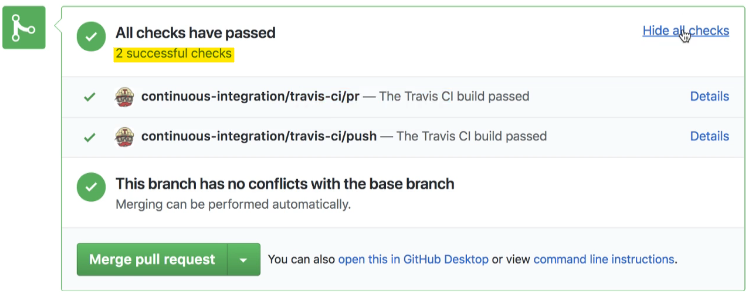 All checks have passed
Hide all checks
2 successful checks
continuous-integration/travis-ci/pr — The Travis CI build passed
Details
continuous-integration/travis-ci/push — The Travis CI build passed
Details
This branch has no conflicts with the base branch
Merging can be performed automatically.
Merge pull request
You can also open this in GitHub Desktop or view command line instructions.